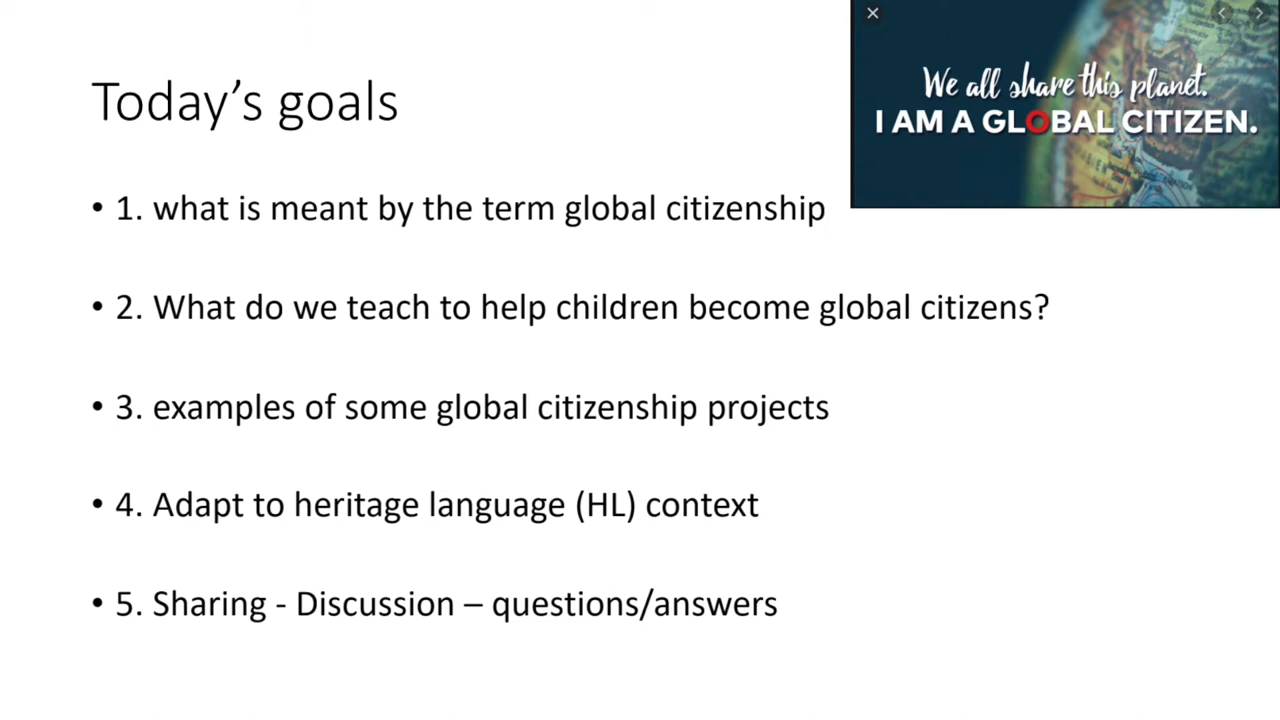 Today's goals
We all share this planet.
I AM A GLOBAL CITIZEN.
• 1. what is meant by the term global citizenship
• 2. What do we teach to help children become global citizens?
• 3. examples of some global citizenship projects
• 4. Adapt to heritage language (HL) context
• 5. Sharing - Discussion – questions/answers